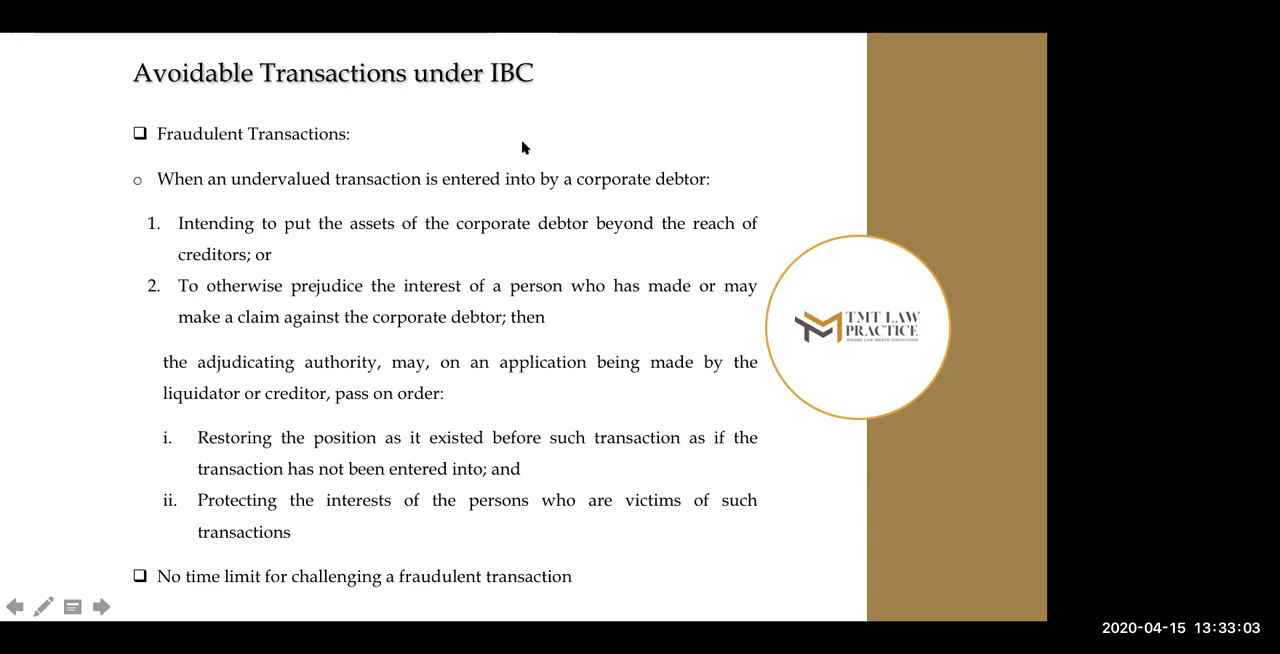 Avoidable Transactions under IBC
❑ Fraudulent Transactions:
o When an undervalued transaction is entered into by a corporate debtor:
1. Intending to put the assets of the corporate debtor beyond the reach of
creditors; or
2. To otherwise prejudice the interest of a person who has made or may
make a claim against the corporate debtor; then
the adjudicating authority, may, on an application being made by the
liquidator or creditor, pass on order:
i. Restoring the position as it existed before such transaction as if the
transaction has not been entered into; and
ii. Protecting the interests of the persons who are victims of such
transactions
❑ No time limit for challenging a fraudulent transaction
TMT LAW
PRACTICE
WHERE LAW MEETS INNOVATION
2020-04-15 13:33:03